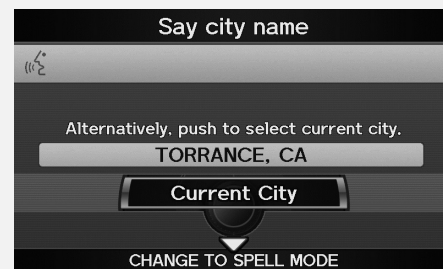 Say city name
Alternatively, push to select current city.
TORRANCE, CA
Current City
CHANGE TO SPELL MODE